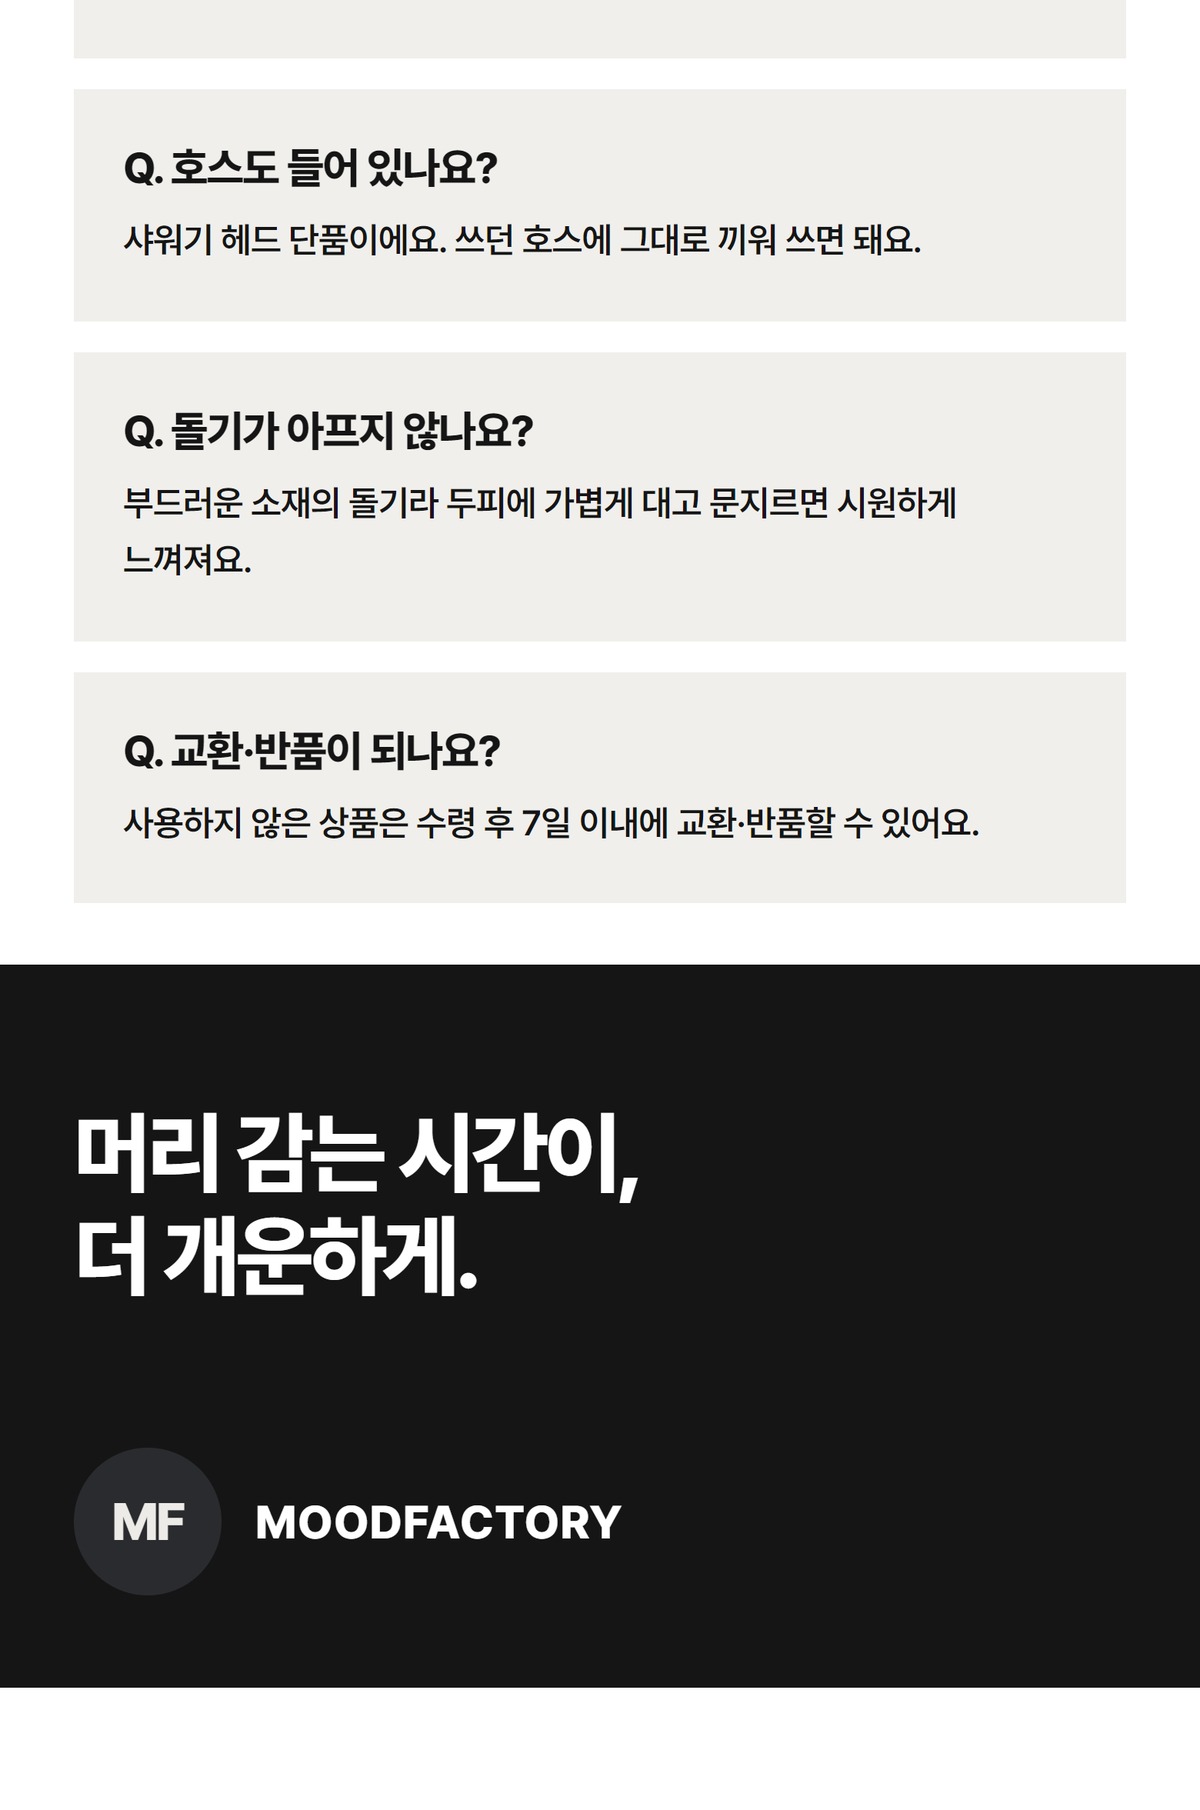 Q. 호스도 들어 있나요?
샤워기 헤드 단품이에요. 쓰던 호스에 그대로 끼워 쓰면 돼요.
Q. 돌기가 아프지 않나요?
부드러운 소재의 돌기라 두피에 가볍게 대고 문지르면 시원하게
느껴져요.
Q. 교환·반품이 되나요?
사용하지 않은 상품은 수령 후 7일 이내에 교환·반품할 수 있어요.
머리 감는 시간이,
더 개운하게.
MF
MOODFACTORY